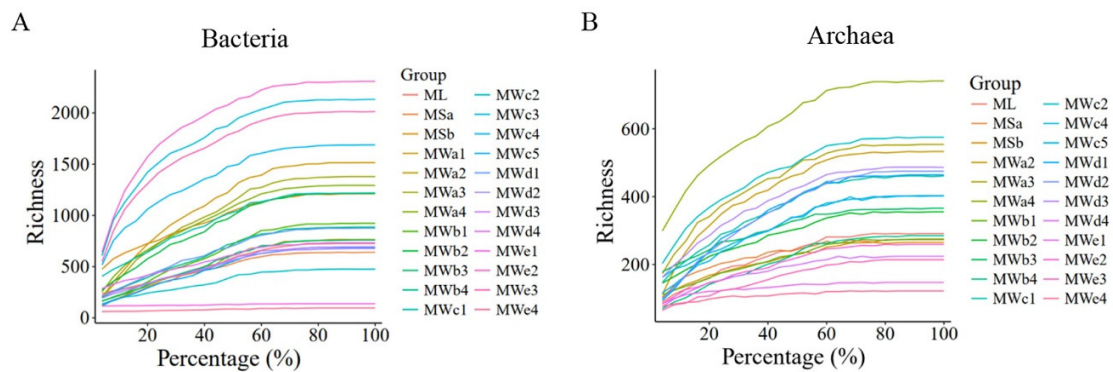 A
Bacteria
Richness
2000
1500
1000
500
0
20 40 60 80 100
Percentage (%)
Group
ML MWc2
MSa MWc3
MSb MWc4
MWa1 MWc5
MWa2 MWd1
MWa3 MWd2
MWa4 MWd3
MWb1 MWd4
MWb2 MWe1
MWb3 MWe2
MWb4 MWe3
MWc1 MWe4
B
Archaea
Richness
600
400
200
20 40 60 80 100
Percentage (%)
Group
ML MWc2
MSa MWc4
MSb MWc5
MWa2 MWd1
MWa3 MWd2
MWa4 MWd3
MWb1 MWd4
MWb2 MWe1
MWb3 MWe2
MWb4 MWe3
MWc1 MWe4